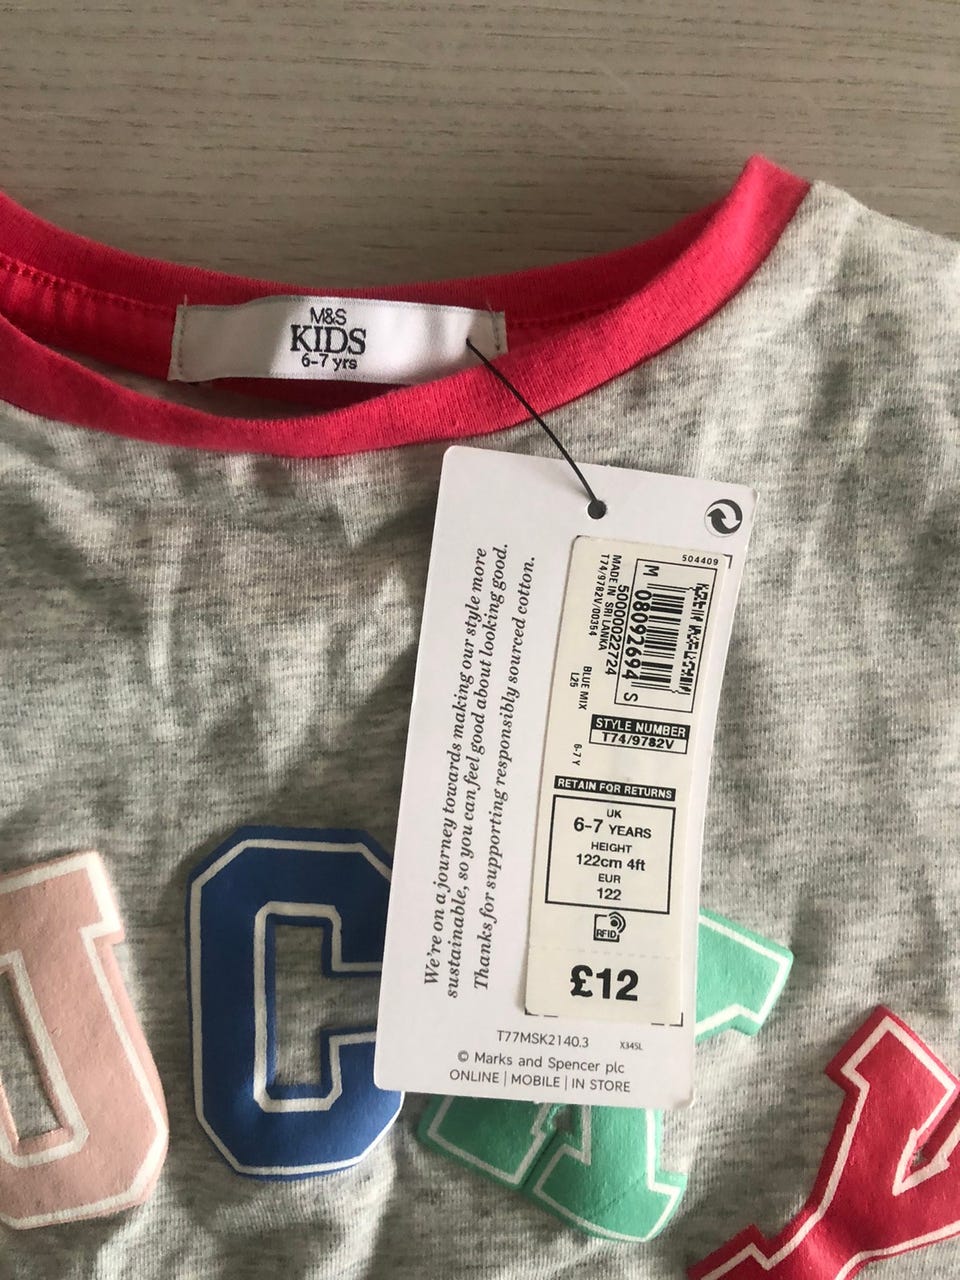 M&S
KIDS
6-7 yrs
We're on a journey towards making our style more
sustainable, so you can feel good about looking good.
Thanks for supporting responsibly sourced cotton.
504409
M 08092694 S
5000000022724
MADE IN SRI LANKA
T74/9782V/00354
BLUE MIX
L25
6-7 Y
STYLE NUMBER
T74/9782V
RETAIN FOR RETURNS
UK
6-7 YEARS
HEIGHT
122cm 4ft
EUR
122
RFID
£12
T77MSK2140.3 X34SL
© Marks and Spencer plc
ONLINE | MOBILE | IN STORE
U C K Y